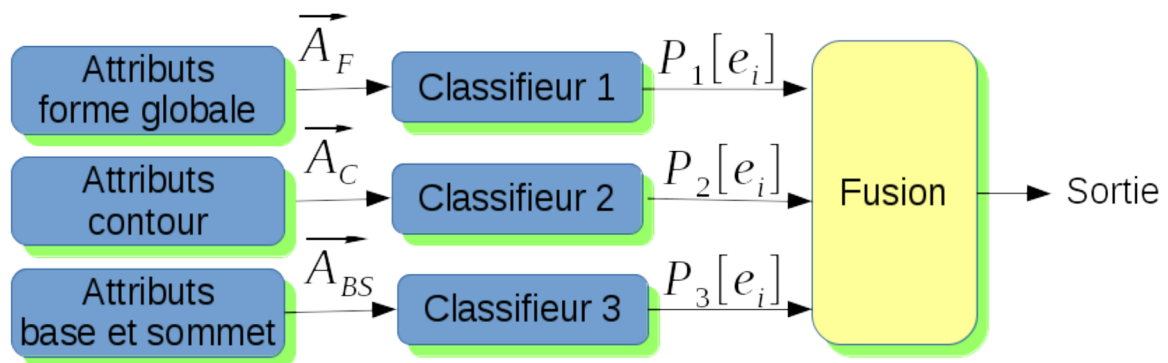 Attributs
forme globale
A_F
Classifieur 1
P_1[e_i]
Attributs
contour
A_C
Classifieur 2
P_2[e_i]
Fusion
Sortie
Attributs
base et sommet
A_BS
Classifieur 3
P_3[e_i]